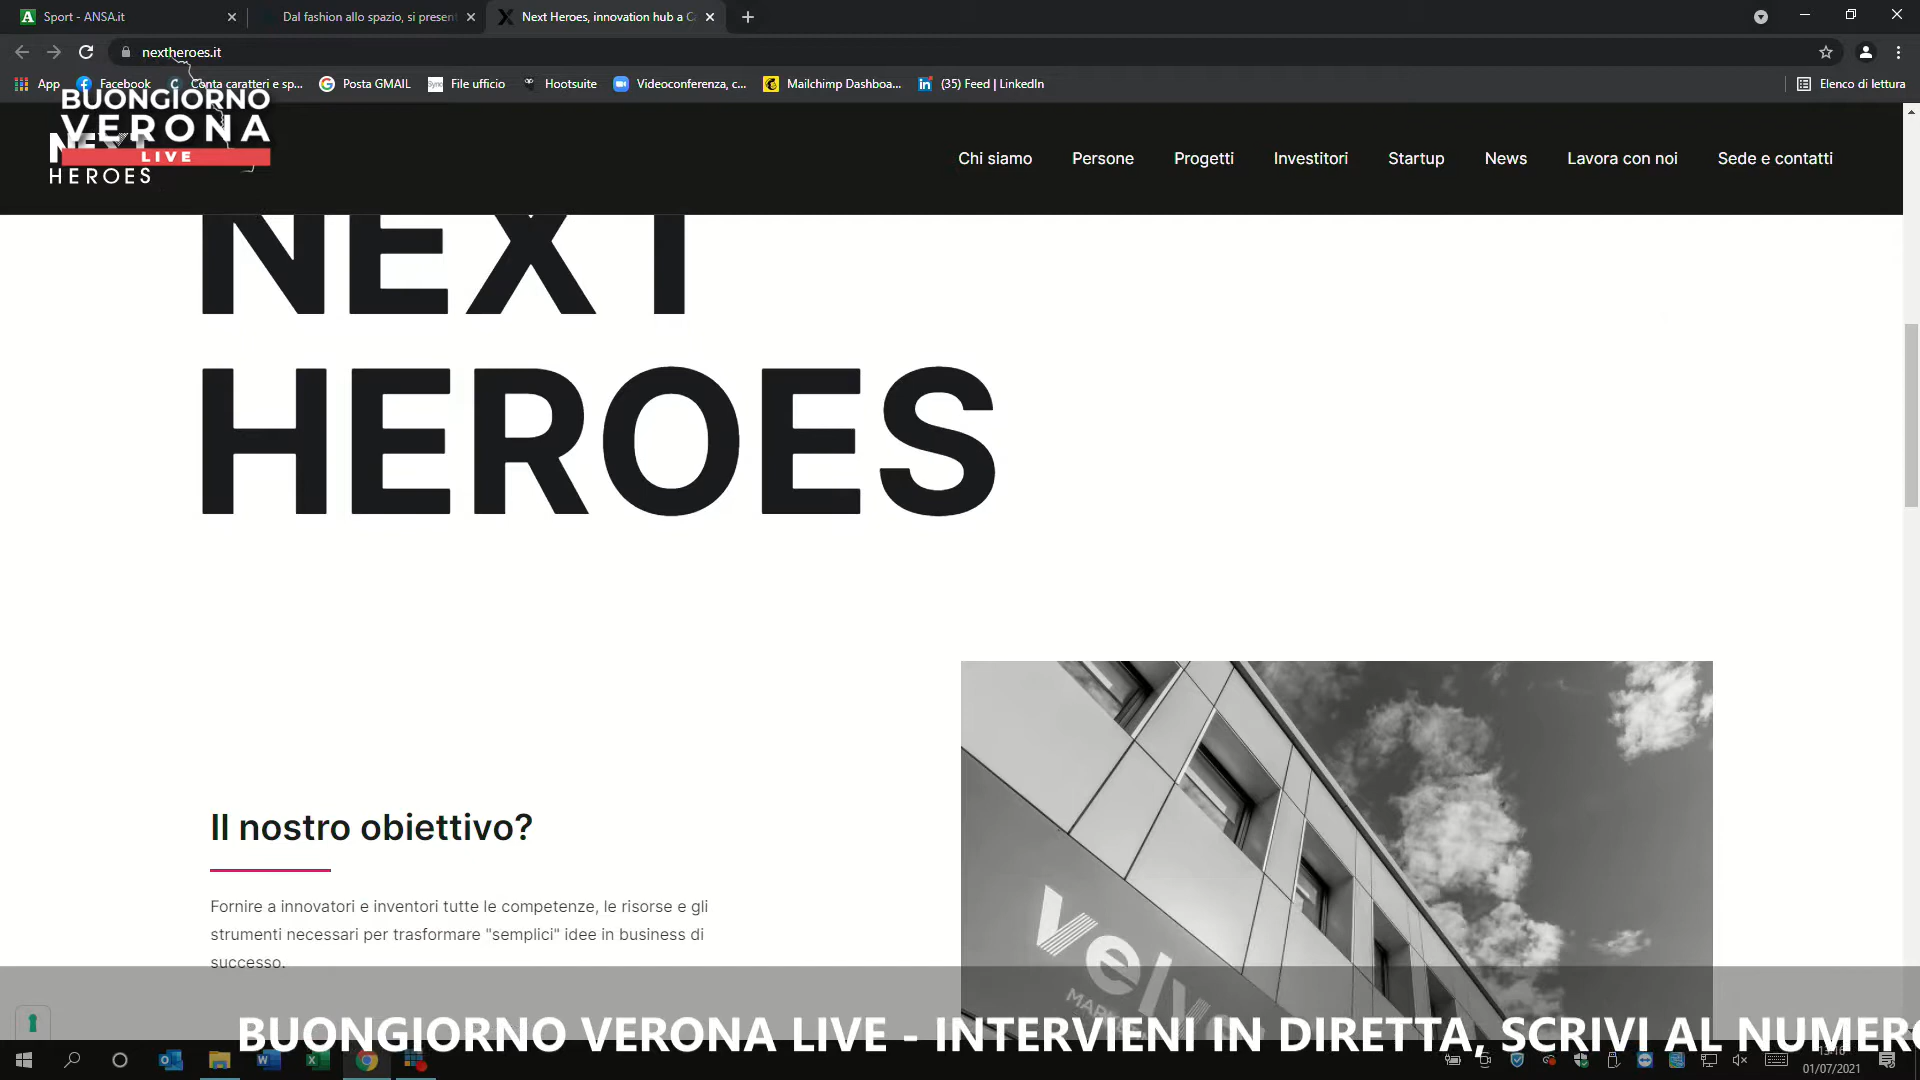 Sport - ANSA.it
Dal fashion allo spazio, si present
Next Heroes, innovation hub a C
nextheroes.it
App
Facebook
Conta caratteri e sp...
Posta GMAIL
File ufficio
Hootsuite
Videoconferenza, c...
Mailchimp Dashboa...
(35) Feed | LinkedIn
Elenco di lettura
BUONGIORNO
VERONA
LIVE
NEXT
HEROES
Chi siamo
Persone
Progetti
Investitori
Startup
News
Lavora con noi
Sede e contatti
NEXT
HEROES
Il nostro obiettivo?
Fornire a innovatori e inventori tutte le competenze, le risorse e gli
strumenti necessari per trasformare "semplici" idee in business di
successo.
velv
BUONGIORNO VERONA LIVE - INTERVIENI IN DIRETTA, SCRIVI AL NUMERO
01/07/2021